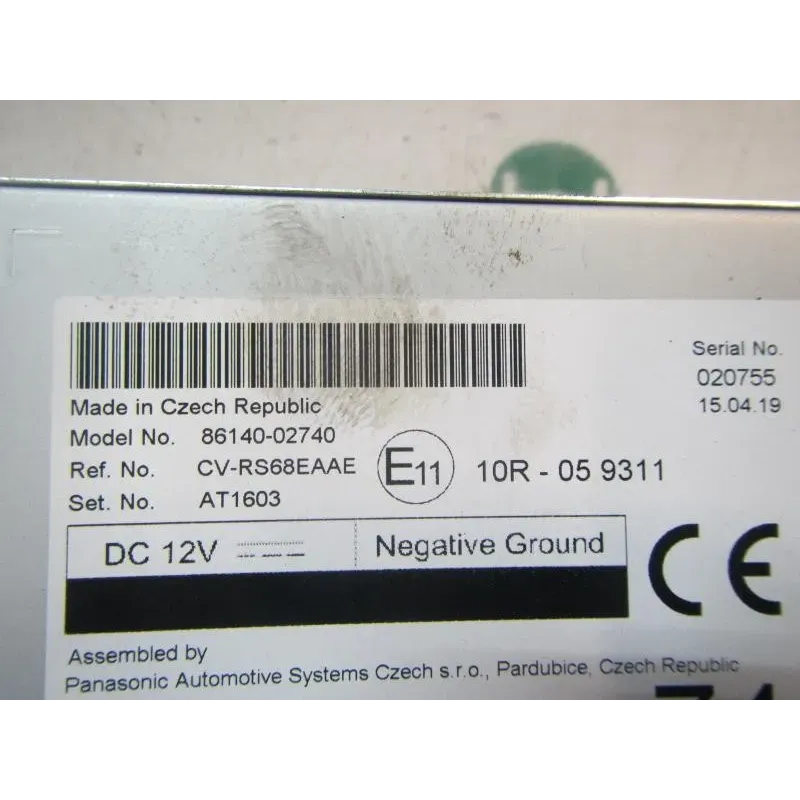 Serial No.
020755
15.04.19
Made in Czech Republic
Model No. 86140-02740
Ref. No. CV-RS68EAAE
Set. No. AT1603
E11 10R - 05 9311
DC 12V
Negative Ground
CE
Assembled by
Panasonic Automotive Systems Czech s.r.o., Pardubice, Czech Republic